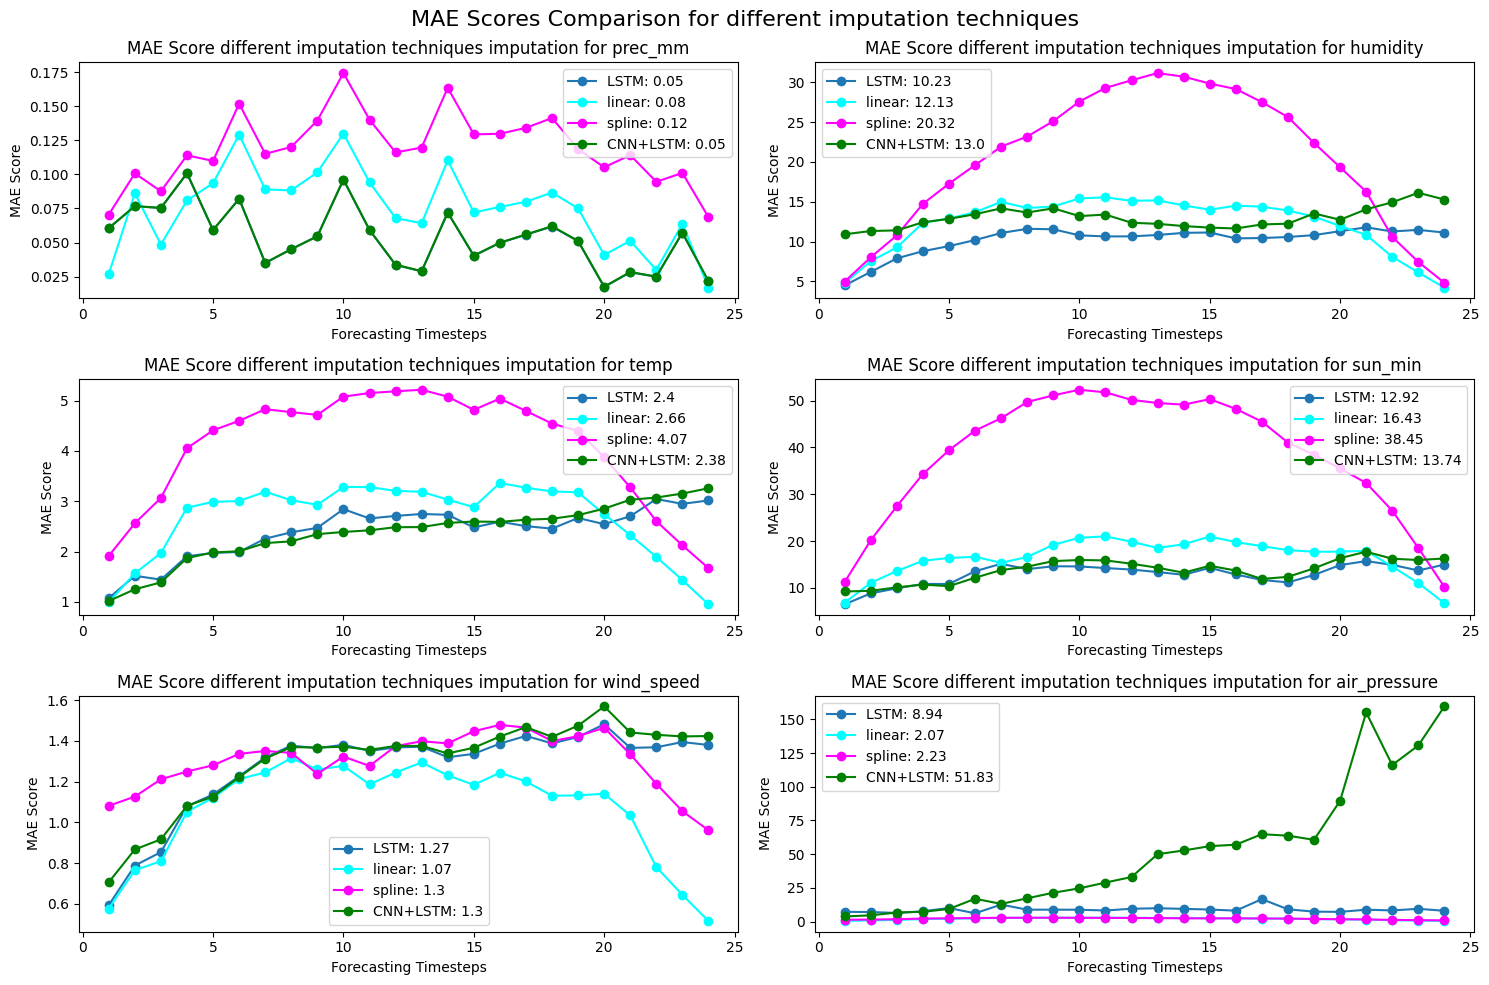 MAE Scores Comparison for different imputation techniques
MAE Score different imputation techniques imputation for prec_mm
MAE Score
0.175
0.150
0.125
0.100
0.075
0.050
0.025
LSTM: 0.05
linear: 0.08
spline: 0.12
CNN+LSTM: 0.05
0 5 10 15 20 25
Forecasting Timesteps
MAE Score different imputation techniques imputation for humidity
MAE Score
30
25
20
15
10
5
LSTM: 10.23
linear: 12.13
spline: 20.32
CNN+LSTM: 13.0
0 5 10 15 20 25
Forecasting Timesteps
MAE Score different imputation techniques imputation for temp
MAE Score
5
4
3
2
1
LSTM: 2.4
linear: 2.66
spline: 4.07
CNN+LSTM: 2.38
0 5 10 15 20 25
Forecasting Timesteps
MAE Score different imputation techniques imputation for sun_min
MAE Score
50
40
30
20
10
LSTM: 12.92
linear: 16.43
spline: 38.45
CNN+LSTM: 13.74
0 5 10 15 20 25
Forecasting Timesteps
MAE Score different imputation techniques imputation for wind_speed
MAE Score
1.6
1.4
1.2
1.0
0.8
0.6
LSTM: 1.27
linear: 1.07
spline: 1.3
CNN+LSTM: 1.3
0 5 10 15 20 25
Forecasting Timesteps
MAE Score different imputation techniques imputation for air_pressure
MAE Score
150
125
100
75
50
25
0
LSTM: 8.94
linear: 2.07
spline: 2.23
CNN+LSTM: 51.83
0 5 10 15 20 25
Forecasting Timesteps